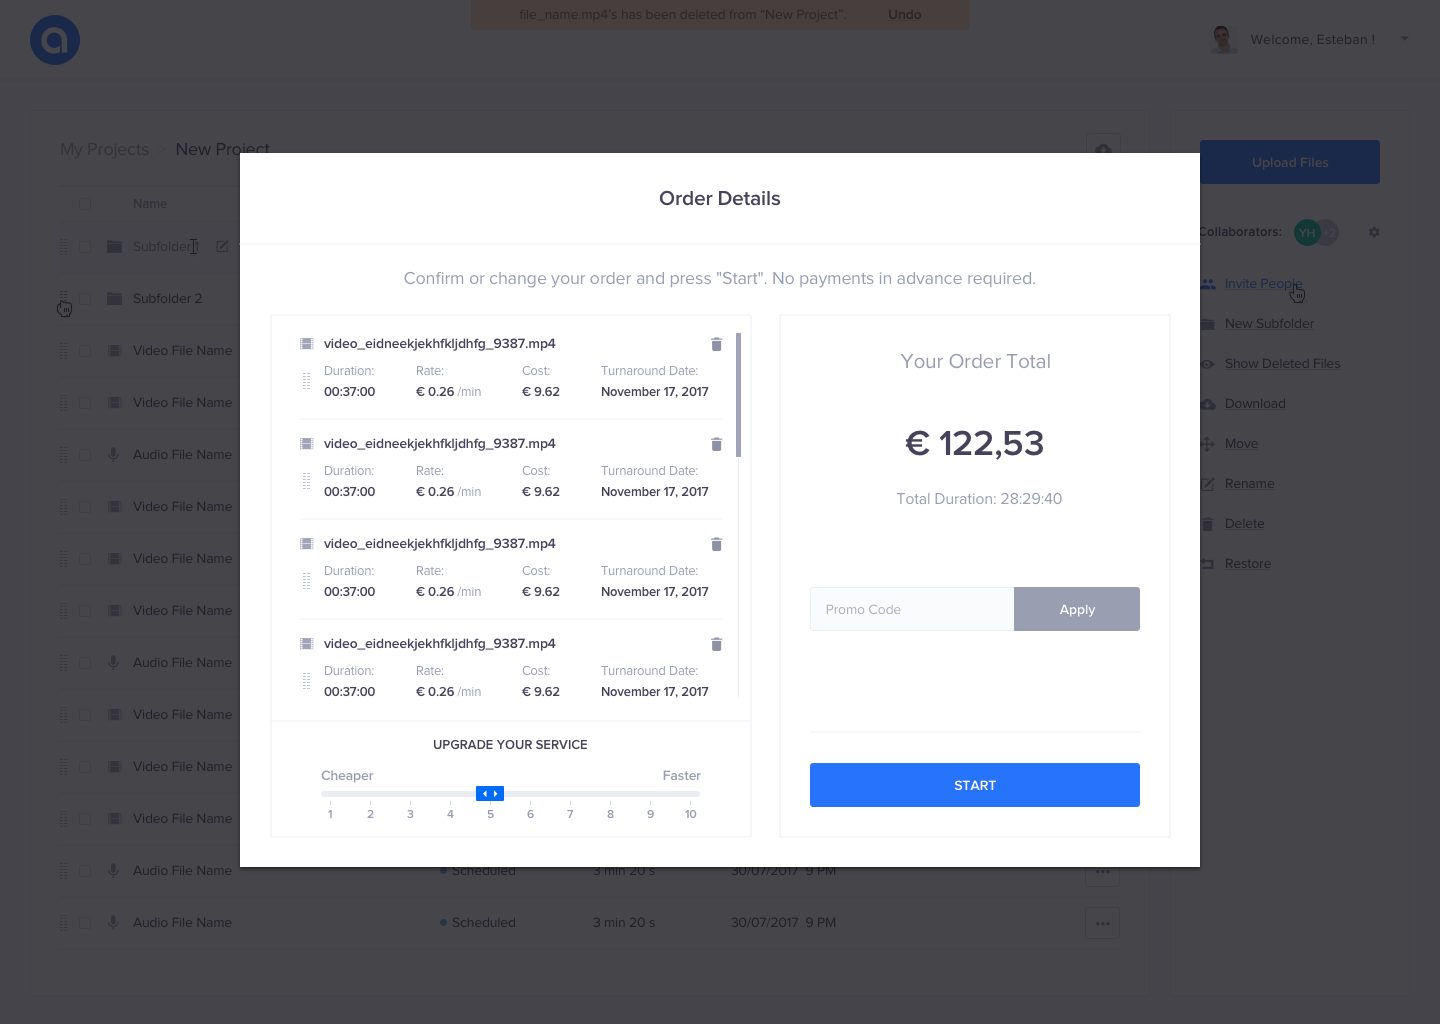 file_name.mp4's has been deleted from "New Project". Undo
Welcome, Esteban !
My Projects > New Project
Upload Files
Name
Subfolder
Subfolder 2
Video File Name
Video File Name
Audio File Name
Video File Name
Video File Name
Video File Name
Audio File Name
Video File Name
Video File Name
Video File Name
Audio File Name Scheduled 3 min 20 s 30/07/2017 9 PM
Audio File Name Scheduled 3 min 20 s 30/07/2017 9 PM
Order Details
Confirm or change your order and press "Start". No payments in advance required.
video_eidneekjekhfkljdhfg_9387.mp4
Duration: Rate: Cost: Turnaround Date:
00:37:00 € 0.26 /min € 9.62 November 17, 2017
video_eidneekjekhfkljdhfg_9387.mp4
Duration: Rate: Cost: Turnaround Date:
00:37:00 € 0.26 /min € 9.62 November 17, 2017
video_eidneekjekhfkljdhfg_9387.mp4
Duration: Rate: Cost: Turnaround Date:
00:37:00 € 0.26 /min € 9.62 November 17, 2017
video_eidneekjekhfkljdhfg_9387.mp4
Duration: Rate: Cost: Turnaround Date:
00:37:00 € 0.26 /min € 9.62 November 17, 2017
UPGRADE YOUR SERVICE
Cheaper Faster
1 2 3 4 5 6 7 8 9 10
Your Order Total
€ 122,53
Total Duration: 28:29:40
Promo Code Apply
START
Collaborators: YH +2
Invite People
New Subfolder
Show Deleted Files
Download
Move
Rename
Delete
Restore